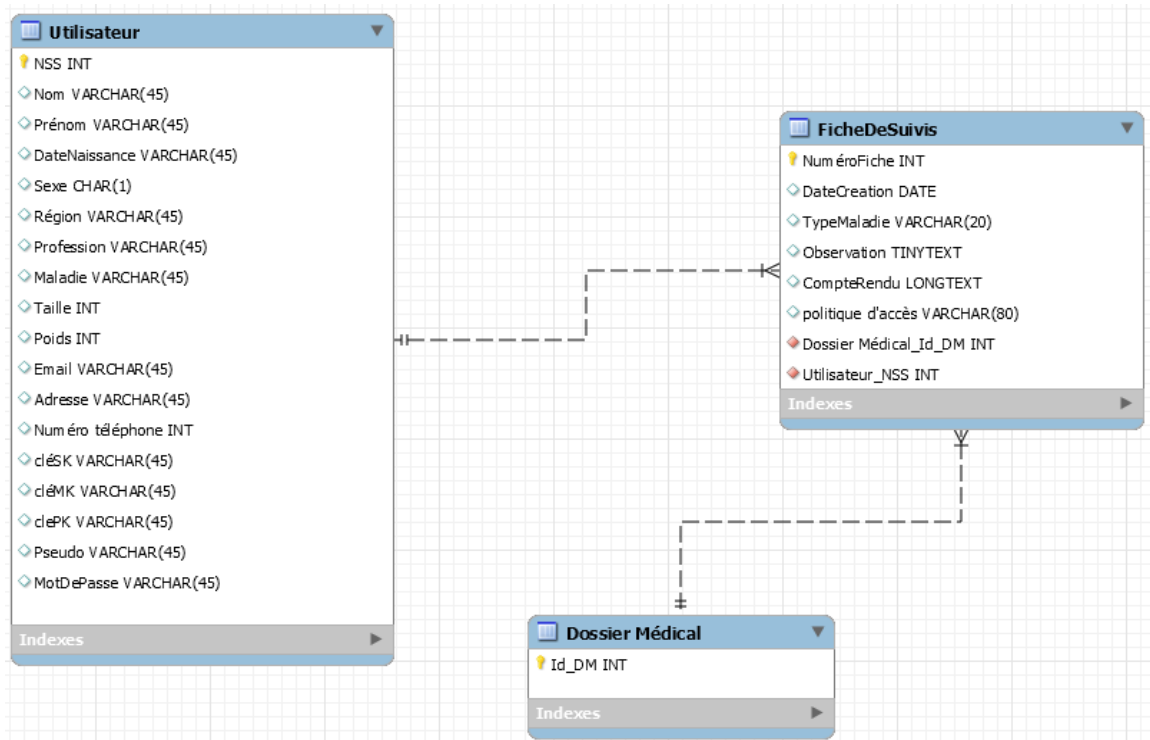 Utilisateur
NSS INT
Nom VARCHAR(45)
Prénom VARCHAR(45)
DateNaissance VARCHAR(45)
Sexe CHAR(1)
Région VARCHAR(45)
Profession VARCHAR(45)
Maladie VARCHAR(45)
Taille INT
Poids INT
Email VARCHAR(45)
Adresse VARCHAR(45)
Numéro téléphone INT
cléSK VARCHAR(45)
cléMK VARCHAR(45)
clePK VARCHAR(45)
Pseudo VARCHAR(45)
MotDePasse VARCHAR(45)
Indexes
FicheDeSuivis
NuméroFiche INT
DateCreation DATE
TypeMaladie VARCHAR(20)
Observation TINYTEXT
CompteRendu LONGTEXT
politique d'accès VARCHAR(80)
Dossier Médical_Id_DM INT
Utilisateur_NSS INT
Indexes
Dossier Médical
Id_DM INT
Indexes